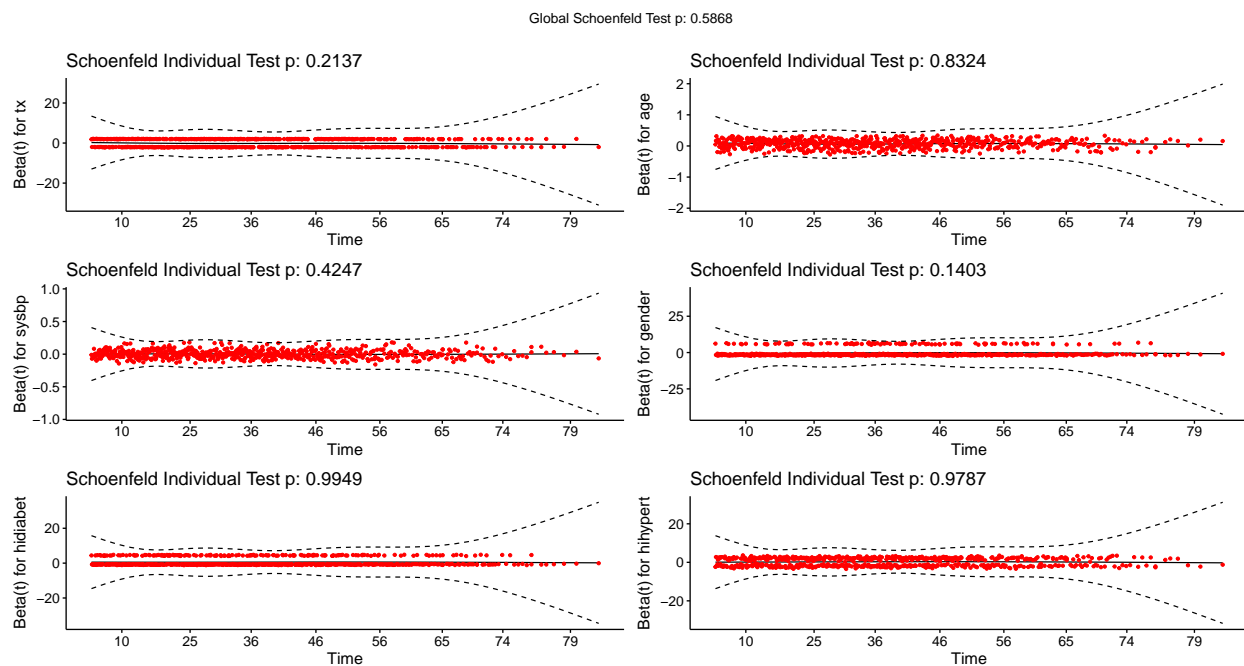 Global Schoenfeld Test p: 0.5868
Schoenfeld Individual Test p: 0.2137
Beta(t) for tx
20
0
−20
10 25 36 46 56 65 74 79
Time
Schoenfeld Individual Test p: 0.8324
Beta(t) for age
2
1
0
−1
−2
10 25 36 46 56 65 74 79
Time
Schoenfeld Individual Test p: 0.4247
Beta(t) for sysbp
1.0
0.5
0.0
−0.5
−1.0
10 25 36 46 56 65 74 79
Time
Schoenfeld Individual Test p: 0.1403
Beta(t) for gender
25
0
−25
10 25 36 46 56 65 74 79
Time
Schoenfeld Individual Test p: 0.9949
Beta(t) for hidiabet
20
0
−20
10 25 36 46 56 65 74 79
Time
Schoenfeld Individual Test p: 0.9787
Beta(t) for hihypert
20
0
−20
10 25 36 46 56 65 74 79
Time